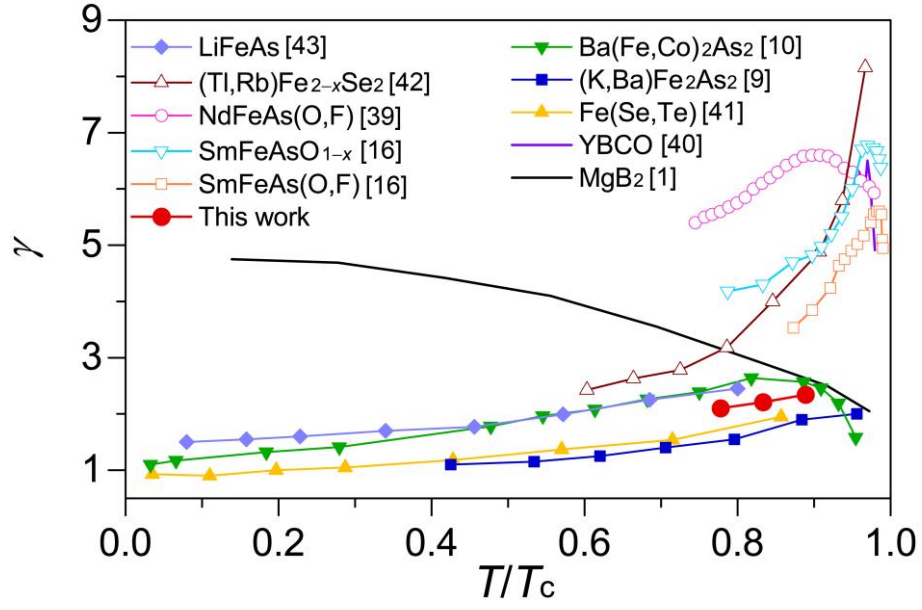 9
7
5
3
1
γ
LiFeAs [43]
(Tl,Rb)Fe2−xSe2 [42]
NdFeAs(O,F) [39]
SmFeAsO1−x [16]
SmFeAs(O,F) [16]
This work
Ba(Fe,Co)2As2 [10]
(K,Ba)Fe2As2 [9]
Fe(Se,Te) [41]
YBCO [40]
MgB2 [1]
0.0 0.2 0.4 0.6 0.8 1.0
T/Tc